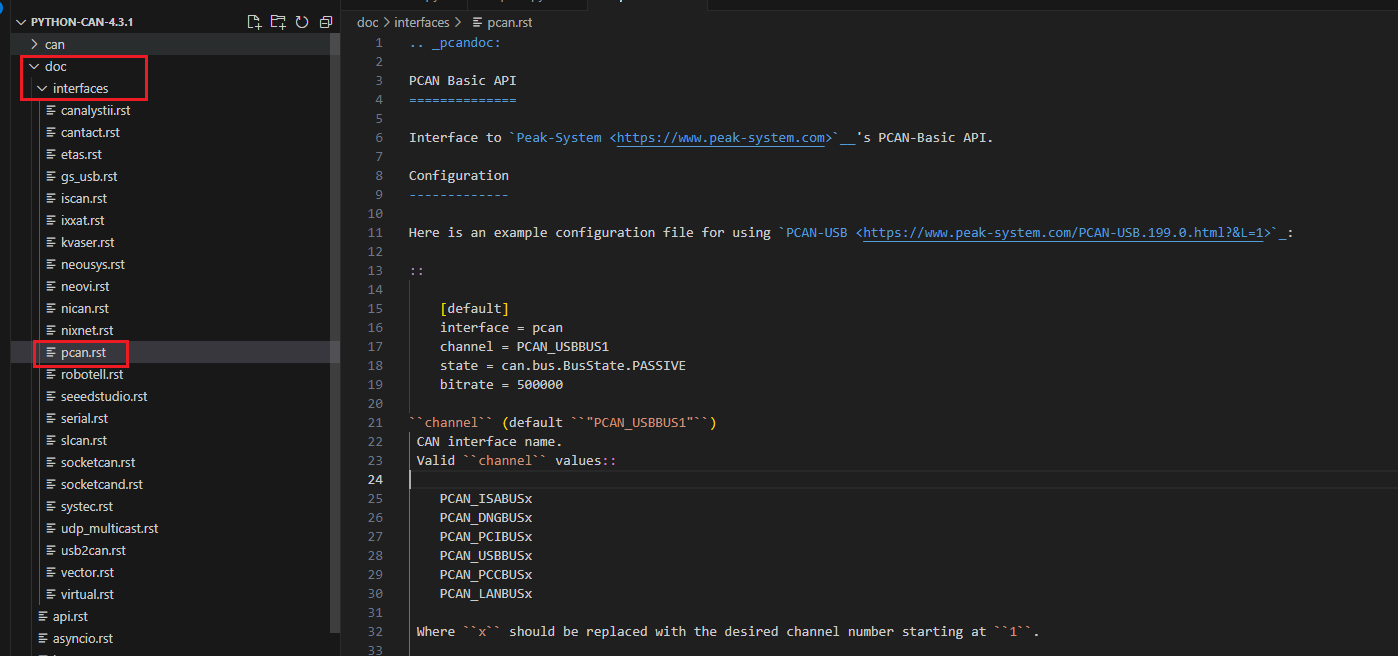 PYTHON-CAN-4.3.1
can
doc
interfaces
canalystii.rst
cantact.rst
etas.rst
gs_usb.rst
iscan.rst
ixxat.rst
kvaser.rst
neousys.rst
neovi.rst
nican.rst
nixnet.rst
pcan.rst
robotell.rst
seeedstudio.rst
serial.rst
slcan.rst
socketcan.rst
socketcand.rst
systec.rst
udp_multicast.rst
usb2can.rst
vector.rst
virtual.rst
api.rst
asyncio.rst
doc > interfaces > pcan.rst
1 .. _pcandoc:
2
3 PCAN Basic API
4 ==============
5
6 Interface to `Peak-System <https://www.peak-system.com>`__'s PCAN-Basic API.
7
8 Configuration
9 -------------
10
11 Here is an example configuration file for using `PCAN-USB <https://www.peak-system.com/PCAN-USB.199.0.html?&L=1>`_:
12
13 ::
14
15 [default]
16 interface = pcan
17 channel = PCAN_USBBUS1
18 state = can.bus.BusState.PASSIVE
19 bitrate = 500000
20
21 ``channel`` (default ``"PCAN_USBBUS1"``)
22 CAN interface name.
23 Valid ``channel`` values::
24
25 PCAN_ISABUSx
26 PCAN_DNGBUSx
27 PCAN_PCIBUSx
28 PCAN_USBBUSx
29 PCAN_PCCBUSx
30 PCAN_LANBUSx
31
32 Where ``x`` should be replaced with the desired channel number starting at ``1``.
33